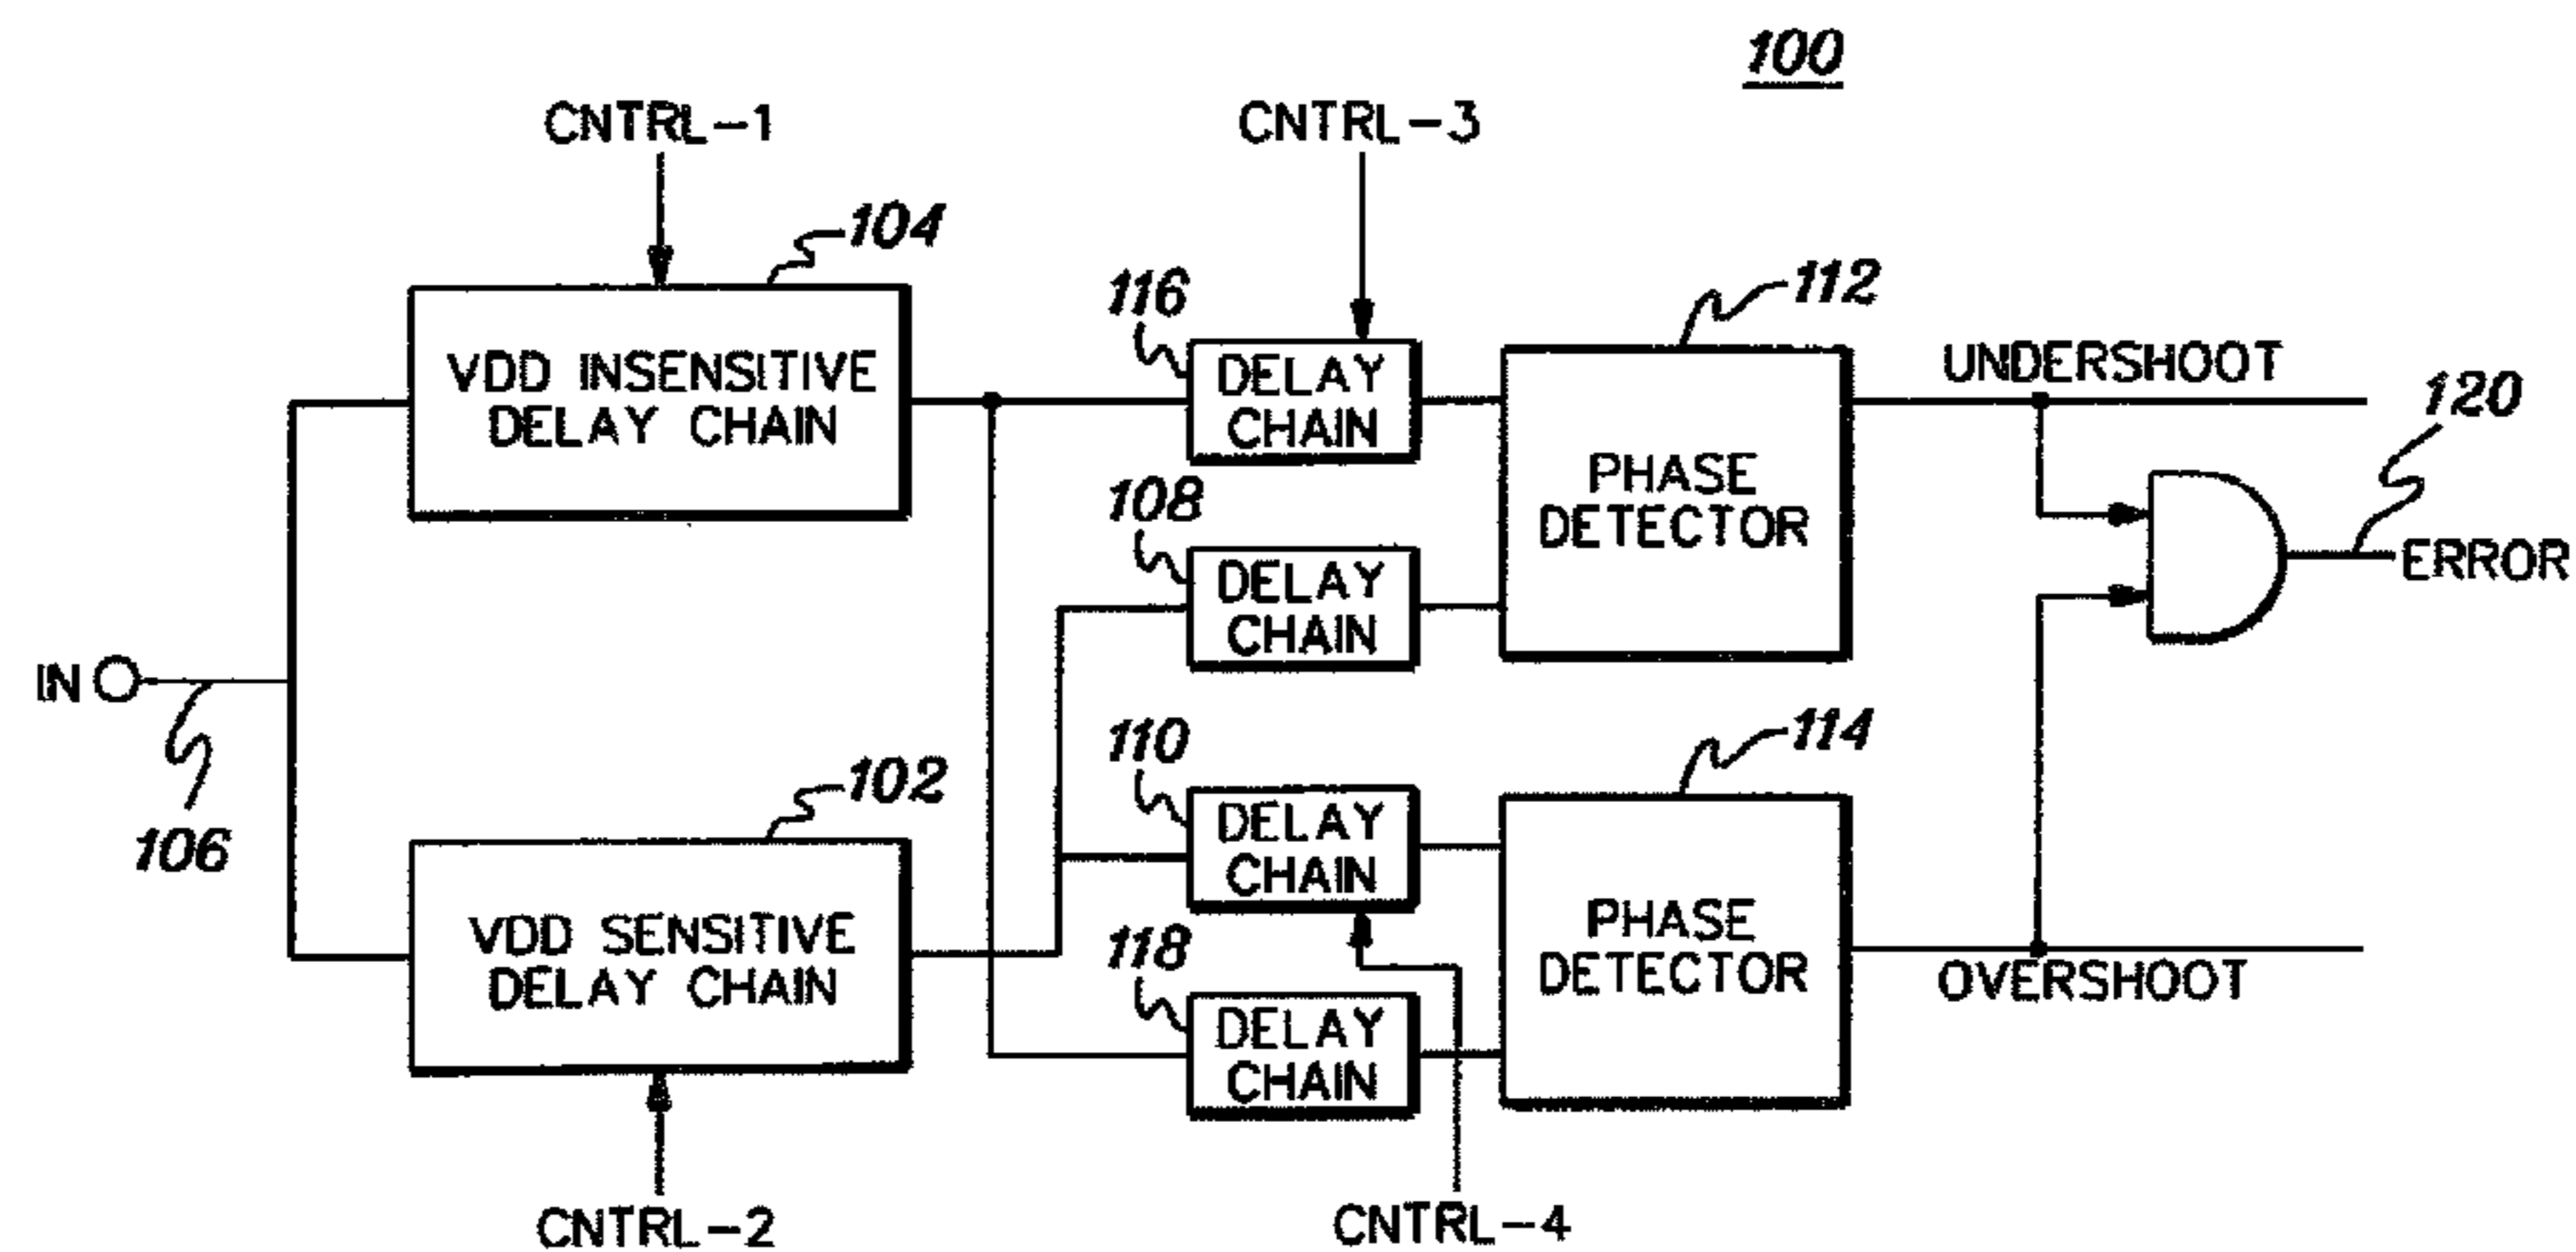 100
CNTRL-1
CNTRL-3
104
116
112
VDD INSENSITIVE
DELAY CHAIN
DELAY
CHAIN
UNDERSHOOT
120
108
PHASE
DETECTOR
DELAY
CHAIN
ERROR
IN
106
110
114
102
DELAY
CHAIN
VDD SENSITIVE
DELAY CHAIN
118
PHASE
DETECTOR
OVERSHOOT
DELAY
CHAIN
CNTRL-2
CNTRL-4